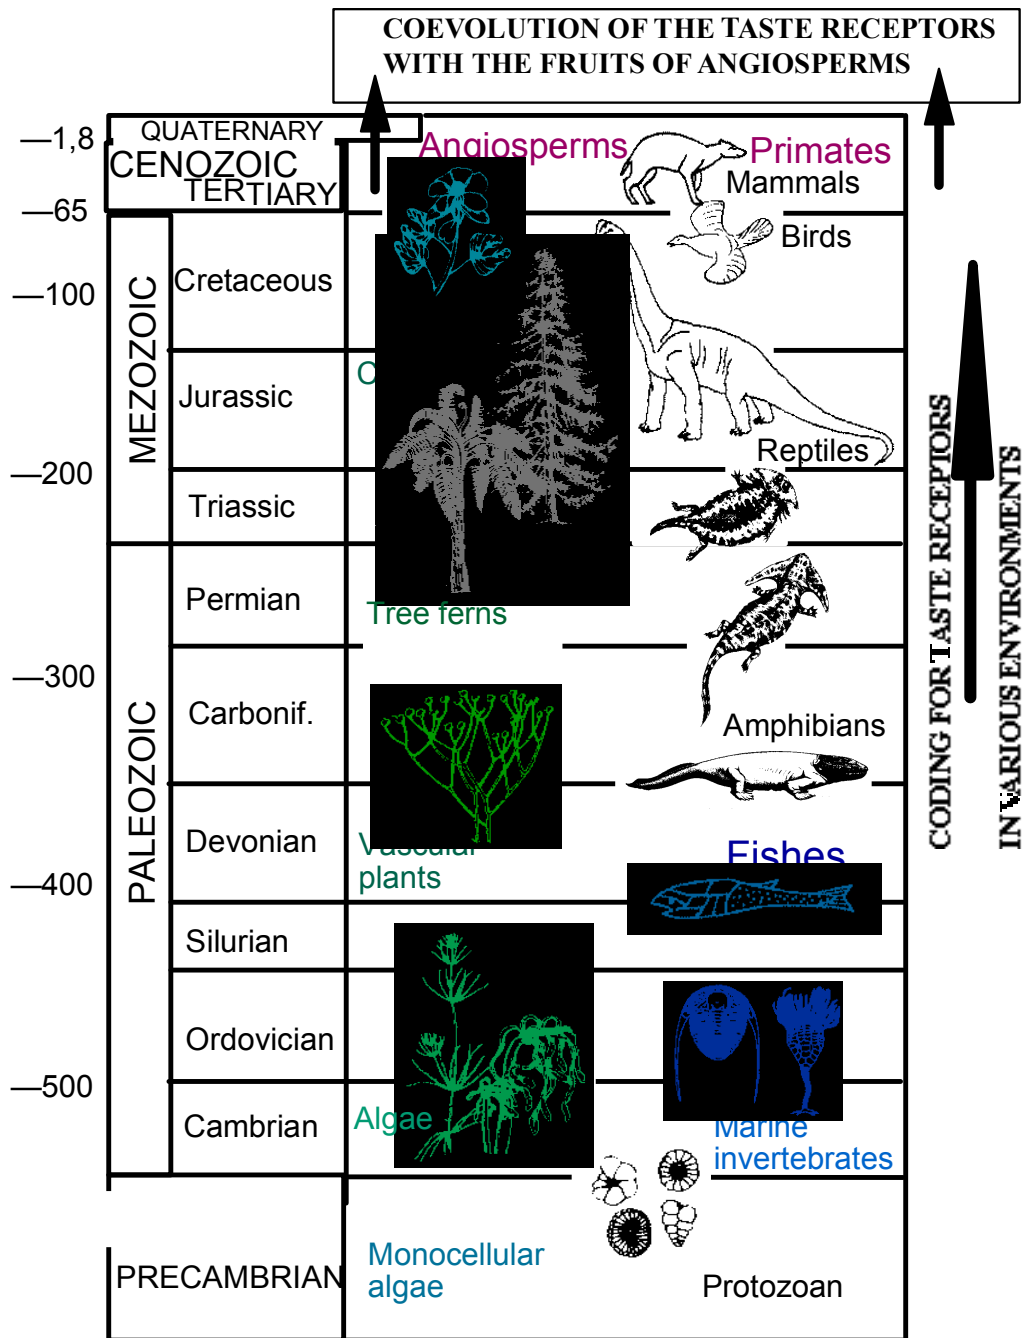 COEVOLUTION OF THE TASTE RECEPTORS
WITH THE FRUITS OF ANGIOSPERMS
—1,8
QUATERNARY
CENOZOIC
TERTIARY
Angiosperms
Primates
Mammals
—65
Birds
MEZOZOIC
Cretaceous
—100
Jurassic
Reptiles
—200
Triassic
PALEOZOIC
Permian
Tree ferns
—300
Carbonif.
Amphibians
Devonian
Vascular
plants
Fishes
—400
Silurian
Ordovician
—500
Cambrian
Algae
Marine
invertebrates
PRECAMBRIAN
Monocellular
algae
Protozoan
CODING FOR TASTE RECEPTORS
IN VARIOUS ENVIRONMENTS